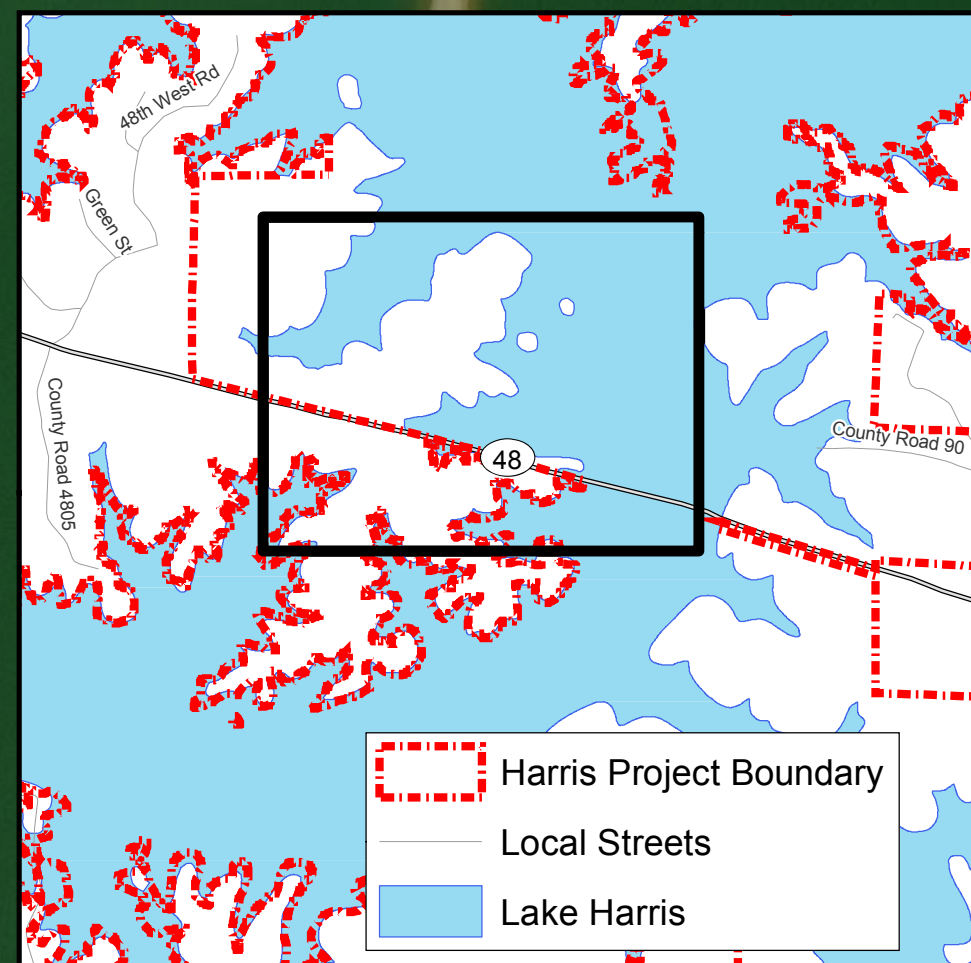 48th West Rd
Green St
County Road 4805
48
County Road 90
Harris Project Boundary
Local Streets
Lake Harris